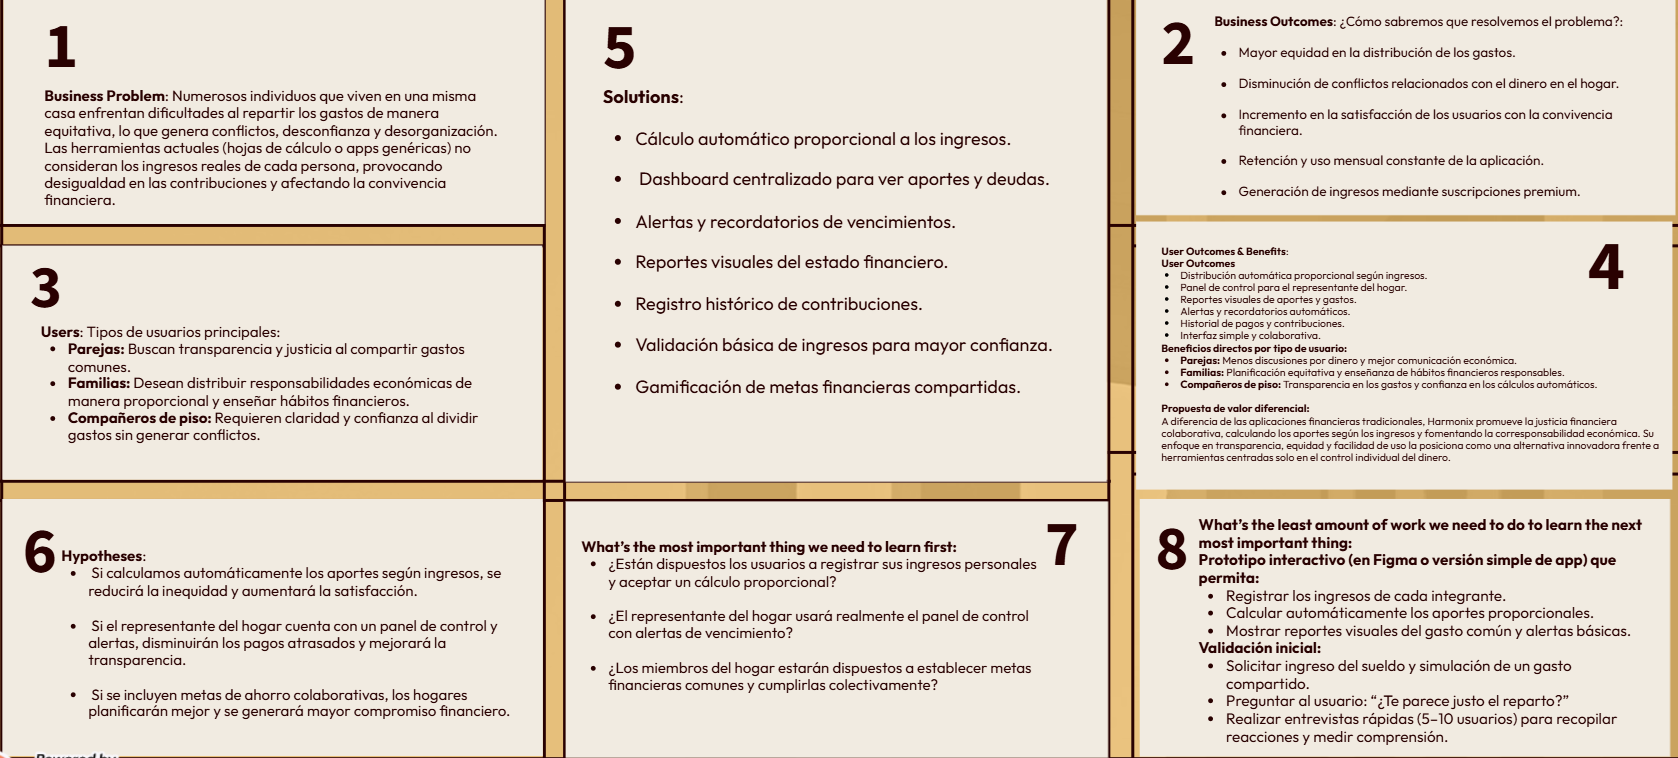 1
Business Problem: Numerosos individuos que viven en una misma
casa enfrentan dificultades al repartir los gastos de manera
equitativa, lo que genera conflictos, desconfianza y desorganización.
Las herramientas actuales (hojas de cálculo o apps genéricas) no
consideran los ingresos reales de cada persona, provocando
desigualdad en las contribuciones y afectando la convivencia
financiera.
2
Business Outcomes: ¿Cómo sabremos que resolvemos el problema?:
• Mayor equidad en la distribución de los gastos.
• Disminución de conflictos relacionados con el dinero en el hogar.
• Incremento en la satisfacción de los usuarios con la convivencia
financiera.
• Retención y uso mensual constante de la aplicación.
• Generación de ingresos mediante suscripciones premium.
3
Users: Tipos de usuarios principales:
• Parejas: Buscan transparencia y justicia al compartir gastos
comunes.
• Familias: Desean distribuir responsabilidades económicas de
manera proporcional y enseñar hábitos financieros.
• Compañeros de piso: Requieren claridad y confianza al dividir
gastos sin generar conflictos.
4
User Outcomes & Benefits:
User Outcomes
• Distribución automática proporcional según ingresos.
• Panel de control para el representante del hogar.
• Reportes visuales de aportes y gastos.
• Alertas y recordatorios automáticos.
• Historial de pagos y contribuciones.
• Interfaz simple y colaborativa.
Beneficios directos por tipo de usuario:
• Parejas: Menos discusiones por dinero y mejor comunicación económica.
• Familias: Planificación equitativa y enseñanza de hábitos financieros responsables.
• Compañeros de piso: Transparencia en los gastos y confianza en los cálculos automáticos.
Propuesta de valor diferencial:
A diferencia de las aplicaciones financieras tradicionales, Harmonix promueve la justicia financiera
colaborativa, calculando los aportes según los ingresos y fomentando la corresponsabilidad económica. Su
enfoque en transparencia, equidad y facilidad de uso la posiciona como una alternativa innovadora frente a
herramientas centradas solo en el control individual del dinero.
5
Solutions:
• Cálculo automático proporcional a los ingresos.
• Dashboard centralizado para ver aportes y deudas.
• Alertas y recordatorios de vencimientos.
• Reportes visuales del estado financiero.
• Registro histórico de contribuciones.
• Validación básica de ingresos para mayor confianza.
• Gamificación de metas financieras compartidas.
6
Hypotheses:
• Si calculamos automáticamente los aportes según ingresos, se
reducirá la inequidad y aumentará la satisfacción.
• Si el representante del hogar cuenta con un panel de control y
alertas, disminuirán los pagos atrasados y mejorará la
transparencia.
• Si se incluyen metas de ahorro colaborativas, los hogares
planificarán mejor y se generará mayor compromiso financiero.
7
What's the most important thing we need to learn first:
• ¿Están dispuestos los usuarios a registrar sus ingresos personales
y aceptar un cálculo proporcional?
• ¿El representante del hogar usará realmente el panel de control
con alertas de vencimiento?
• ¿Los miembros del hogar estarán dispuestos a establecer metas
financieras comunes y cumplirlas colectivamente?
8
What's the least amount of work we need to do to learn the next
most important thing:
Prototipo interactivo (en Figma o versión simple de app) que
permita:
• Registrar los ingresos de cada integrante.
• Calcular automáticamente los aportes proporcionales.
• Mostrar reportes visuales del gasto común y alertas básicas.
Validación inicial:
• Solicitar ingreso del sueldo y simulación de un gasto
compartido.
• Preguntar al usuario: “¿Te parece justo el reparto?”
• Realizar entrevistas rápidas (5–10 usuarios) para recopilar
reacciones y medir comprensión.
Powered by